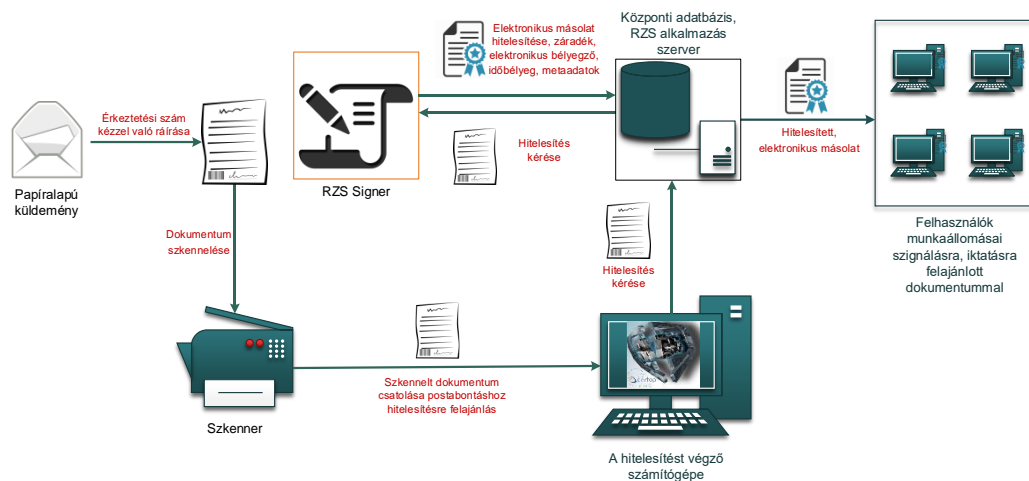 Elektronikus másolat
hitelesítése, záradék,
elektronikus bélyegző,
időbélyeg, metaadatok
Központi adatbázis,
RZS alkalmazás
szerver
Érkeztetési szám
kézzel való ráírása
Papíralapú
küldemény
RZS Signer
Hitelesítés
kérése
Hitelesített,
elektronikus másolat
Felhasználók
munkaállomásai
szignálásra, iktatásra
felajánlott
dokumentummal
Dokumentum
szkennelése
Hitelesítés
kérése
Szkennelt dokumentum
csatolása postabontáshoz
hitelesítésre felajánlás
Szkenner
A hitelesítést végző
számítógépe